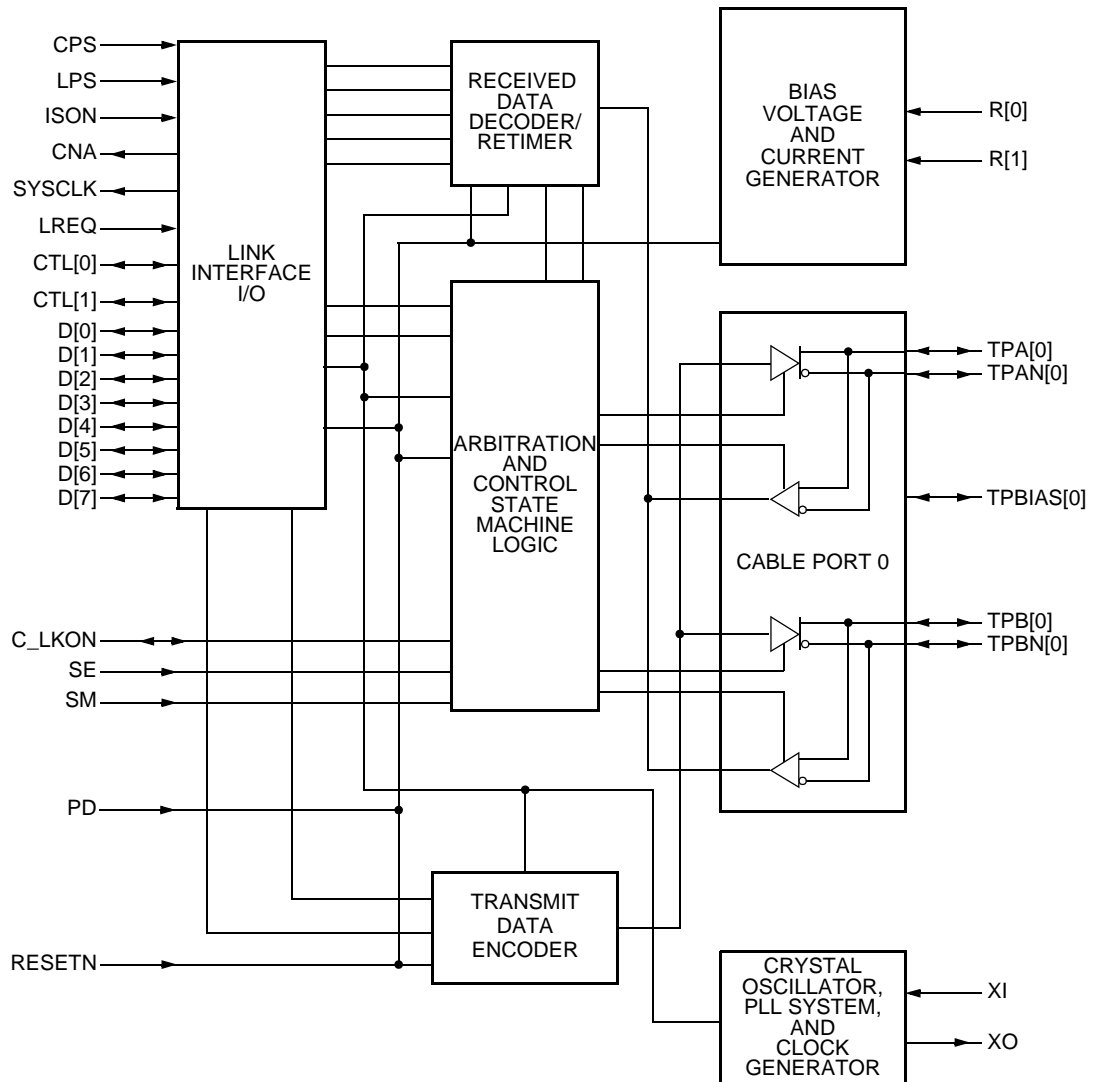 CPS
LPS
ISON
CNA
SYSCLK
LREQ
CTL[0]
CTL[1]
D[0]
D[1]
D[2]
D[3]
D[4]
D[5]
D[6]
D[7]
C_LKON
SE
SM
PD
RESETN
LINK
INTERFACE
I/O
RECEIVED
DATA
DECODER/
RETIMER
ARBITRATION
AND
CONTROL
STATE
MACHINE
LOGIC
TRANSMIT
DATA
ENCODER
BIAS
VOLTAGE
AND
CURRENT
GENERATOR
R[0]
R[1]
CABLE PORT 0
TPA[0]
TPAN[0]
TPBIAS[0]
TPB[0]
TPBN[0]
CRYSTAL
OSCILLATOR,
PLL SYSTEM,
AND
CLOCK
GENERATOR
XI
XO